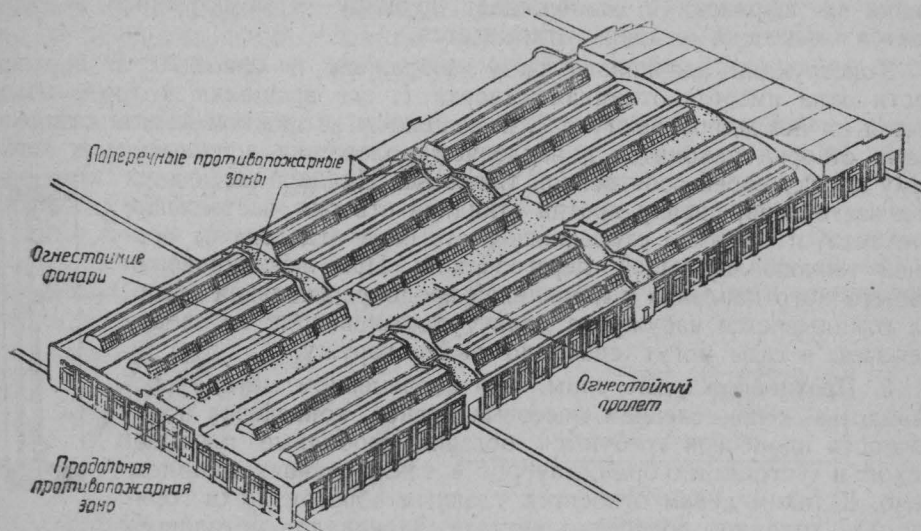 Поперечные противопожарные
зоны
Огнестойкие
фонари
Огнестойкий
пролет
Продольная
противопожарная
зона